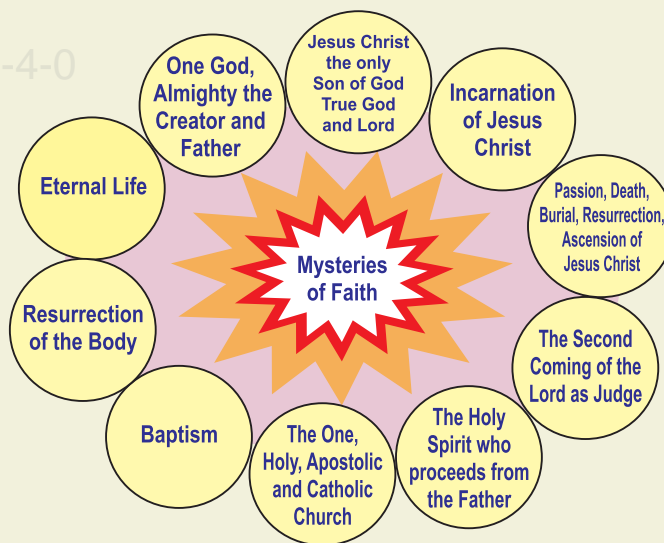 -4-0
One God,
Almighty the
Creator and
Father
Jesus Christ
the only
Son of God
True God
and Lord
Incarnation
of Jesus
Christ
Passion, Death,
Burial, Resurrection,
Ascension of
Jesus Christ
The Second
Coming of the
Lord as Judge
The Holy
Spirit who
proceeds from
the Father
The One,
Holy, Apostolic
and Catholic
Church
Baptism
Resurrection
of the Body
Eternal Life
Mysteries
of Faith